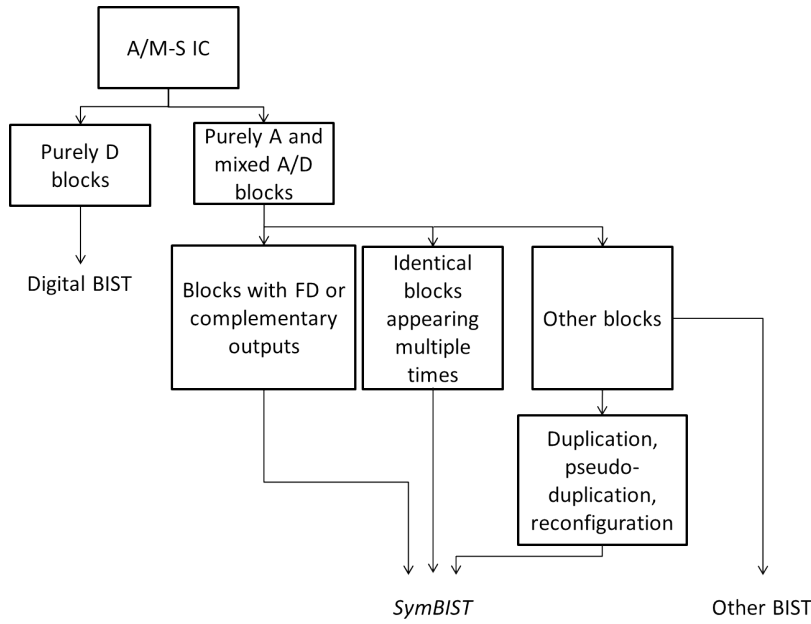 A/M-S IC
Purely D
blocks
Purely A and
mixed A/D
blocks
Digital BIST
Blocks with FD or
complementary
outputs
Identical
blocks
appearing
multiple
times
Other blocks
Duplication,
pseudo-
duplication,
reconfiguration
SymBIST
Other BIST